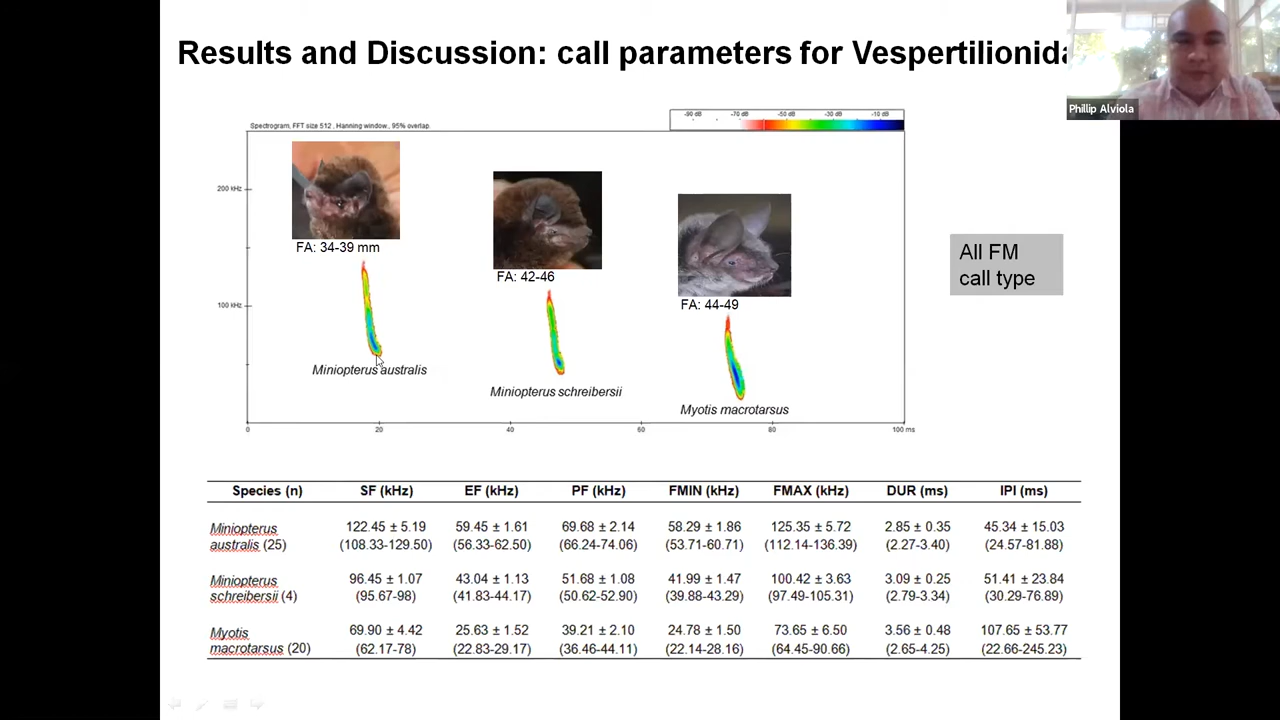 Results and Discussion: call parameters for Vespertilionida
Phillip Alviola
Spectrogram, FFT size 512 , Hanning window,, 95% overlap.
-90 dB -70 dB -50 dB -30 dB -10 dB
200 kHz
FA: 34-39 mm
FA: 42-46
FA: 44-49
All FM
call type
100 kHz
Miniopterus australis
Miniopterus schreibersii
Myotis macrotarsus
0 20 40 60 80 100 ms
Species (n) SF (kHz) EF (kHz) PF (kHz) FMIN (kHz) FMAX (kHz) DUR (ms) IPI (ms)
Miniopterus 122.45 ± 5.19 59.45 ± 1.61 69.68 ± 2.14 58.29 ± 1.86 125.35 ± 5.72 2.85 ± 0.35 45.34 ± 15.03
australis (25) (108.33-129.50) (56.33-62.50) (66.24-74.06) (53.71-60.71) (112.14-136.39) (2.27-3.40) (24.57-81.88)
Miniopterus 96.45 ± 1.07 43.04 ± 1.13 51.68 ± 1.08 41.99 ± 1.47 100.42 ± 3.63 3.09 ± 0.25 51.41 ± 23.84
schreibersii (4) (95.67-98) (41.83-44.17) (50.62-52.90) (39.88-43.29) (97.49-105.31) (2.79-3.34) (30.29-76.89)
Myotis 69.90 ± 4.42 25.63 ± 1.52 39.21 ± 2.10 24.78 ± 1.50 73.65 ± 6.50 3.56 ± 0.48 107.65 ± 53.77
macrotarsus (20) (62.17-78) (22.83-29.17) (36.46-44.11) (22.14-28.16) (64.45-90.66) (2.65-4.25) (22.66-245.23)